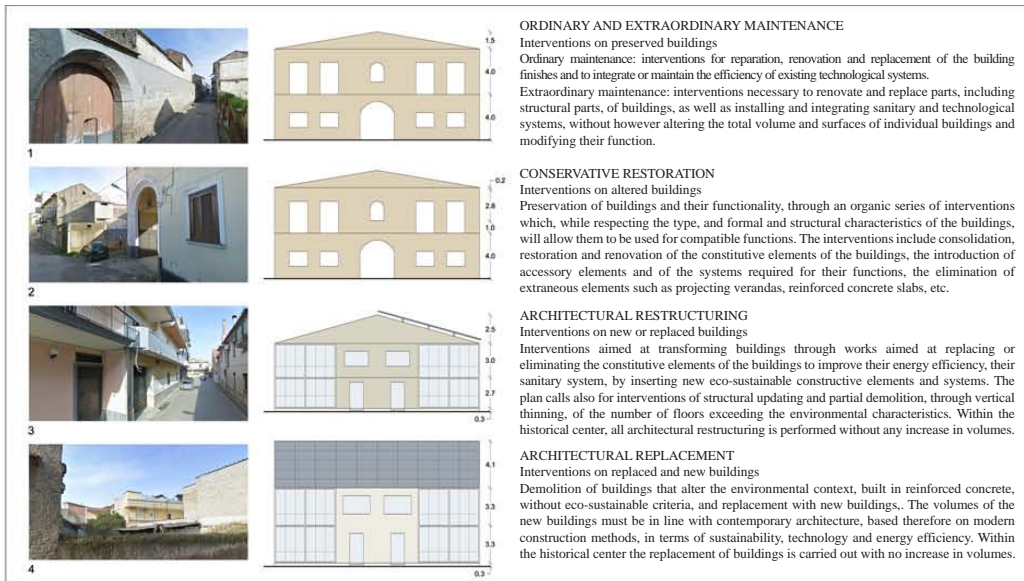 ORDINARY AND EXTRAORDINARY MAINTENANCE
Interventions on preserved buildings
Ordinary maintenance: interventions for reparation, renovation and replacement of the building
finishes and to integrate or maintain the efficiency of existing technological systems.
Extraordinary maintenance: interventions necessary to renovate and replace parts, including
structural parts, of buildings, as well as installing and integrating sanitary and technological
systems, without however altering the total volume and surfaces of individual buildings and
modifying their function.
1.5
4.0
4.0
1
CONSERVATIVE RESTORATION
Interventions on altered buildings
Preservation of buildings and their functionality, through an organic series of interventions
which, while respecting the type, and formal and structural characteristics of the buildings,
will allow them to be used for compatible functions. The interventions include consolidation,
restoration and renovation of the constitutive elements of the buildings, the introduction of
accessory elements and of the systems required for their functions, the elimination of
extraneous elements such as projecting verandas, reinforced concrete slabs, etc.
0.2
2.8
1.0
4.0
2
ARCHITECTURAL RESTRUCTURING
Interventions on new or replaced buildings
Interventions aimed at transforming buildings through works aimed at replacing or
eliminating the constitutive elements of the buildings to improve their energy efficiency, their
sanitary system, by inserting new eco-sustainable constructive elements and systems. The
plan calls also for interventions of structural updating and partial demolition, through vertical
thinning, of the number of floors exceeding the environmental characteristics. Within the
historical center, all architectural restructuring is performed without any increase in volumes.
2.5
3.0
2.7
0.3
3
ARCHITECTURAL REPLACEMENT
Interventions on replaced and new buildings
Demolition of buildings that alter the environmental context, built in reinforced concrete,
without eco-sustainable criteria, and replacement with new buildings,. The volumes of the
new buildings must be in line with contemporary architecture, based therefore on modern
construction methods, in terms of sustainability, technology and energy efficiency. Within
the historical center the replacement of buildings is carried out with no increase in volumes.
4.1
3.3
3.3
0.3
4